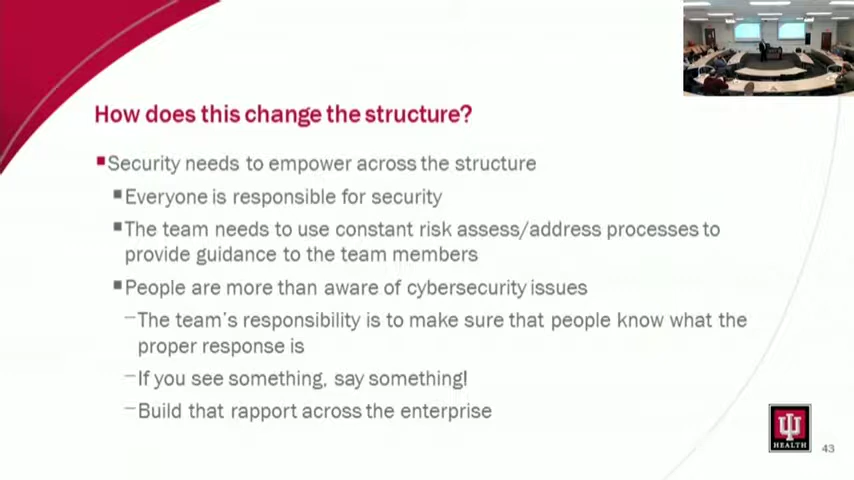 How does this change the structure?
Security needs to empower across the structure
Everyone is responsible for security
The team needs to use constant risk assess/address processes to
provide guidance to the team members
People are more than aware of cybersecurity issues
The team's responsibility is to make sure that people know what the
proper response is
If you see something, say something!
Build that rapport across the enterprise
HEALTH
43